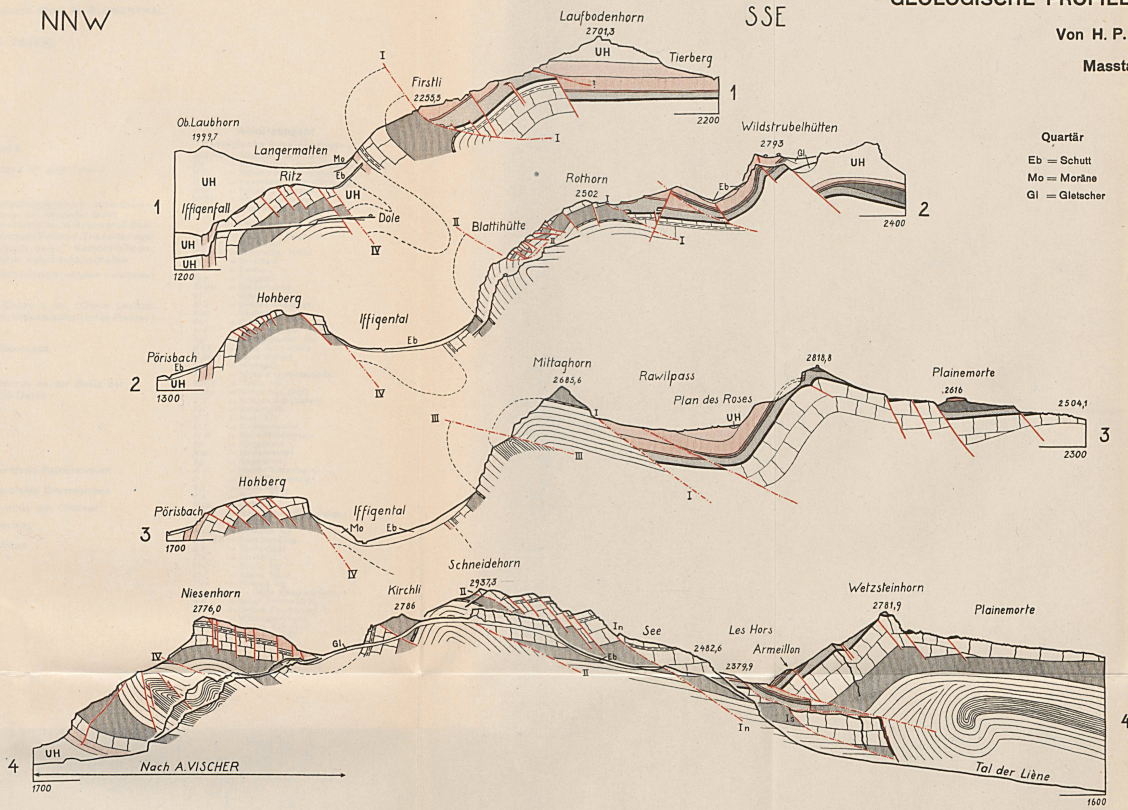 NNW
SSE
GEOLOGISCHE PROFILE
Von H. P.
Massta
Laufbodenhorn
2701,3
UH
Tierberg
I
Firstli
2255,5
I
I
1
2200
Ob.Laubhorn
1999,7
Langermatten
Mo
Eb
Ritz
UH
UH
1
Iffigenfall
Dole
IV
UH
UH
1200
Quartär
Eb = Schutt
Mo = Moräne
Gl = Gletscher
Wildstrubelhütten
2793
Gl
UH
Eb
Rothorn
2502
I
II
Blattihütte
II
I
2
2400
Hohberg
Iffigental
Eb
Pörisbach
Eb
2
UH
1300
IV
Mittaghorn
2685,6
I
Rawilpass
Plan des Roses
UH
2818,8
Plainemorte
2616
2504,1
III
III
I
3
2300
Hohberg
Iffigental
Pörisbach
Mo
Eb
3
1700
IV
Schneidehorn
2937,3
II
Niesenhorn
2776,0
Kirchli
2786
Gl
In
See
Eb
2482,6
Les Hors
2379,9
Armeillon
Wetzsteinhorn
2781,9
Plainemorte
IV
II
In
Is
UH
4
4
Nach A.VISCHER
1700
Tal der Liène
1600